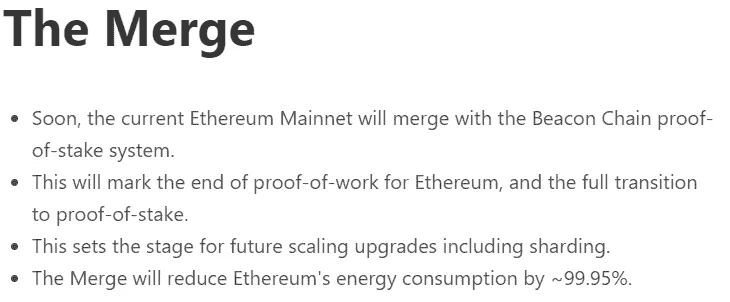 The Merge
Soon, the current Ethereum Mainnet will merge with the Beacon Chain proof-
of-stake system.
This will mark the end of proof-of-work for Ethereum, and the full transition
to proof-of-stake.
This sets the stage for future scaling upgrades including sharding.
The Merge will reduce Ethereum's energy consumption by ~99.95%.